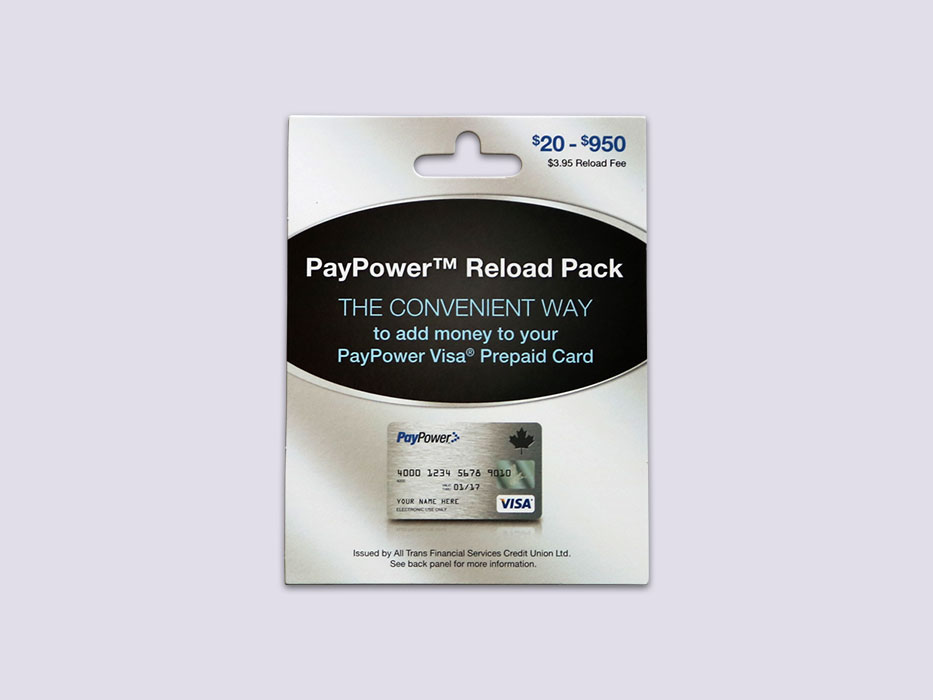 $20 - $950
$3.95 Reload Fee
PayPower™ Reload Pack
THE CONVENIENT WAY
to add money to your
PayPower Visa® Prepaid Card
PayPower
4000 1234 5678 9010
4000
01/17
YOUR NAME HERE
ELECTRONIC USE ONLY
VISA
Issued by All Trans Financial Services Credit Union Ltd.
See back panel for more information.